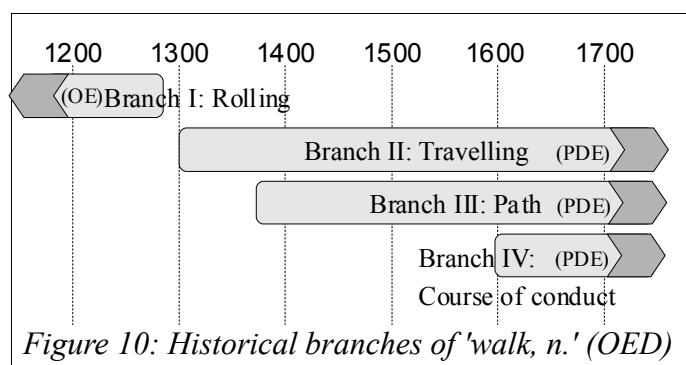 1200 1300 1400 1500 1600 1700
(OE) Branch I: Rolling
Branch II: Travelling (PDE)
Branch III: Path (PDE)
Branch IV: (PDE)
Course of conduct
Figure 10: Historical branches of 'walk, n.' (OED)